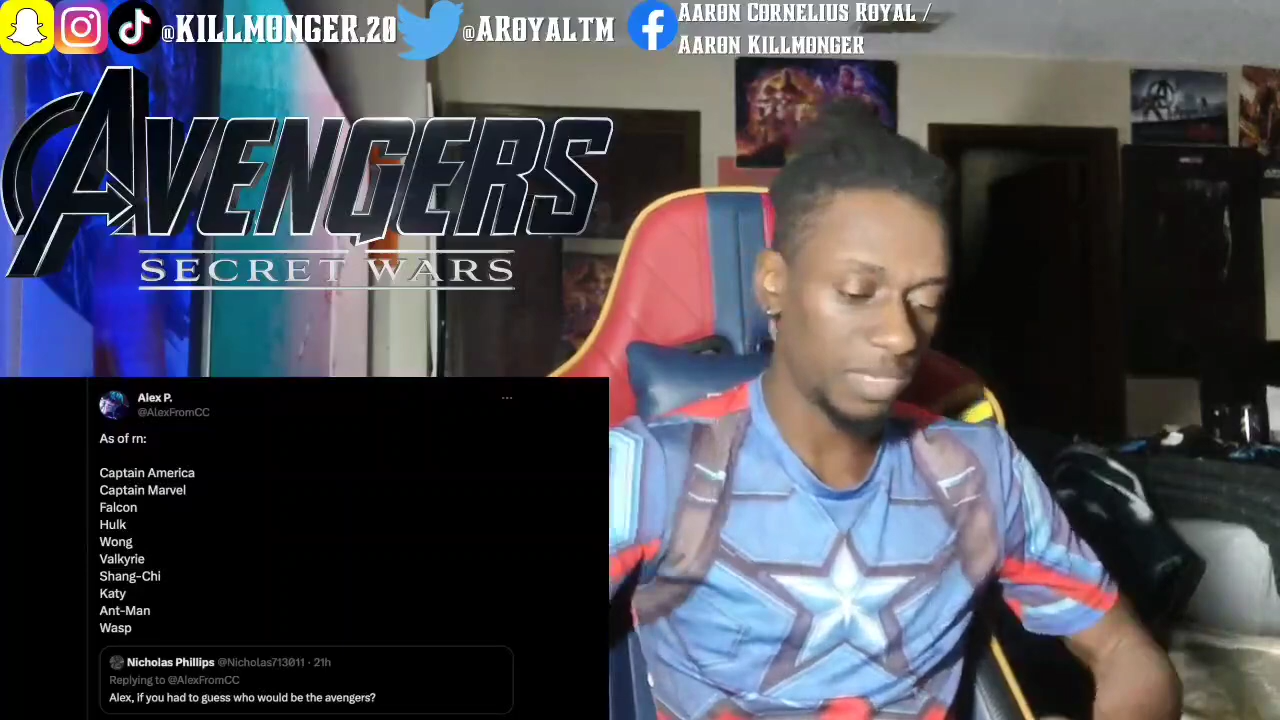 @KILLMONGER.20
@AROYALTM
AARON CORNELIUS ROYAL /
AARON KILLMONGER
AVENGERS
SECRET WARS
Alex P.
@AlexFromCC
As of rn:
Captain America
Captain Marvel
Falcon
Hulk
Wong
Valkyrie
Shang-Chi
Katy
Ant-Man
Wasp
Nicholas Phillips @Nicholas713011 · 21h
Replying to @AlexFromCC
Alex, if you had to guess who would be the avengers?